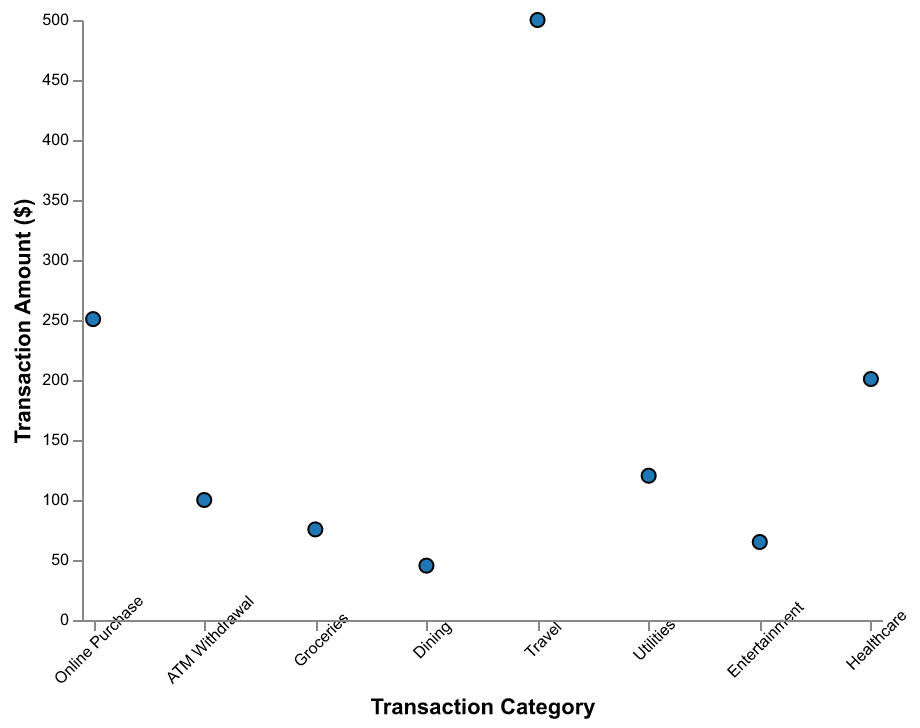 500
450
400
350
300
250
200
150
100
50
0
Transaction Amount ($)
Online Purchase
ATM Withdrawal
Groceries
Dining
Travel
Utilities
Entertainment
Healthcare
Transaction Category